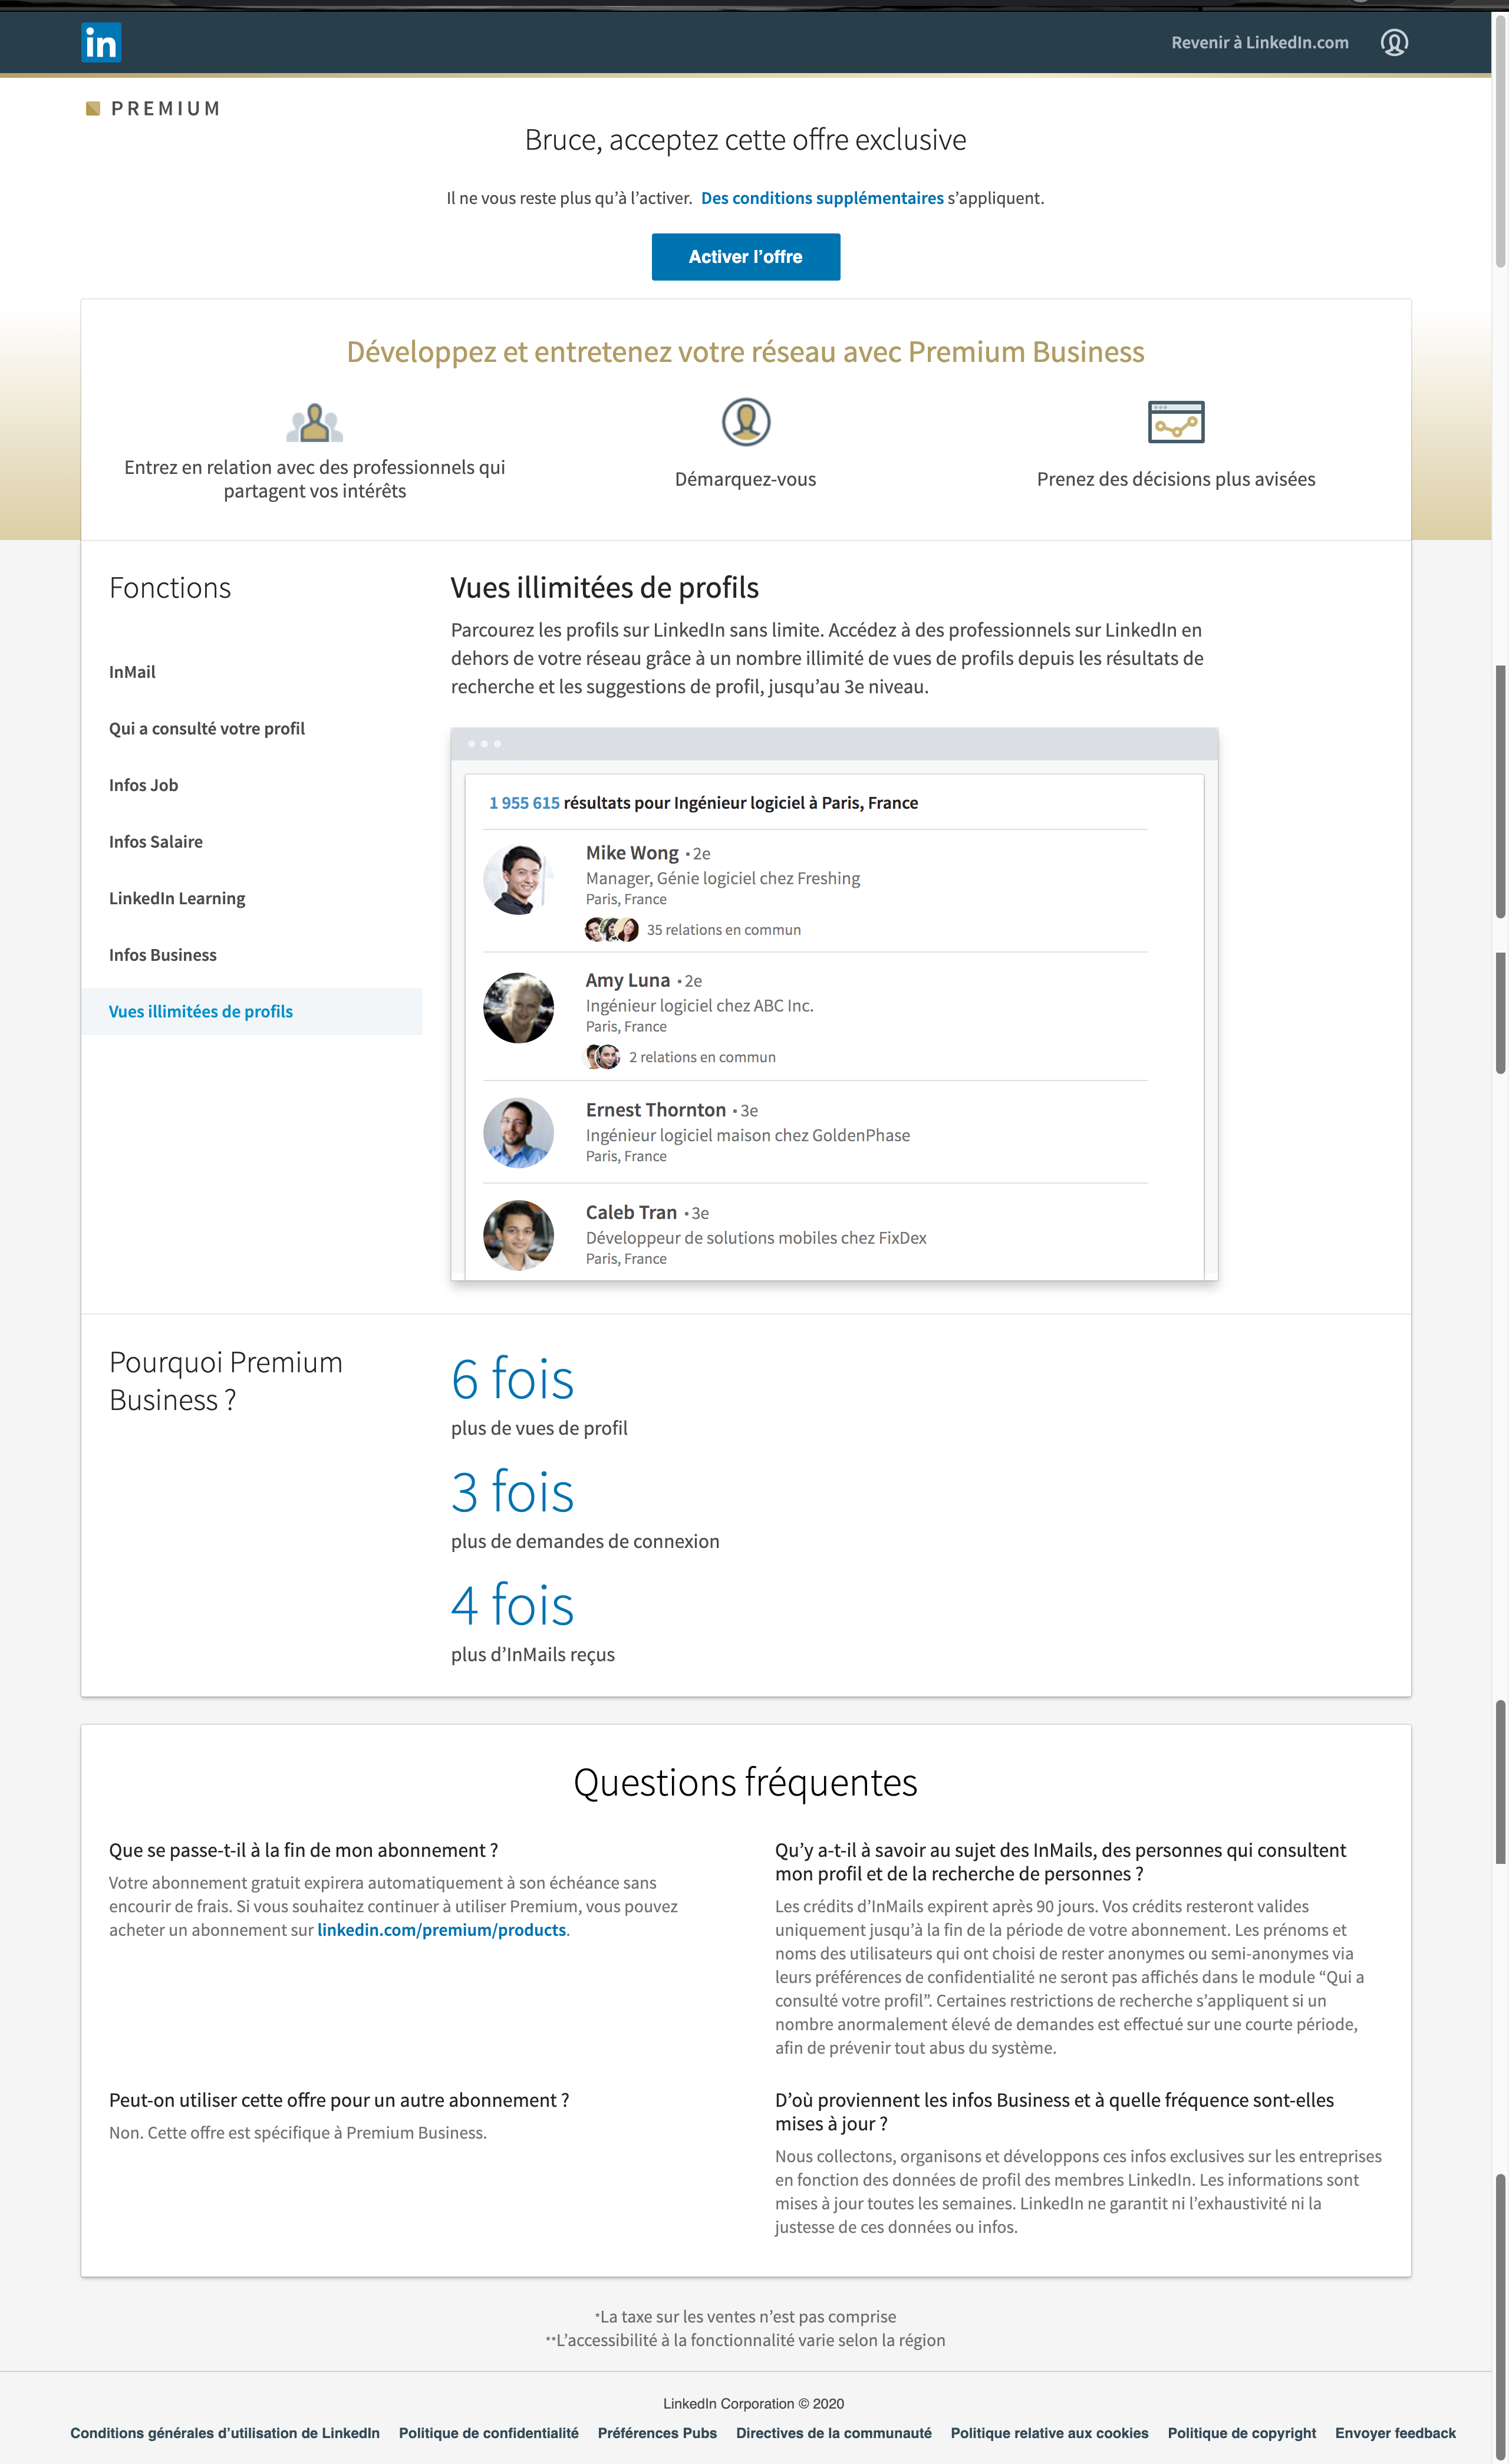 in
Revenir à LinkedIn.com
PREMIUM
Bruce, acceptez cette offre exclusive
Il ne vous reste plus qu’à l’activer. Des conditions supplémentaires s’appliquent.
Activer l’offre
Développez et entretenez votre réseau avec Premium Business
Entrez en relation avec des professionnels qui
partagent vos intérêts
Démarquez-vous
Prenez des décisions plus avisées
Fonctions
InMail
Qui a consulté votre profil
Infos Job
Infos Salaire
LinkedIn Learning
Infos Business
Vues illimitées de profils
Vues illimitées de profils
Parcourez les profils sur LinkedIn sans limite. Accédez à des professionnels sur LinkedIn en
dehors de votre réseau grâce à un nombre illimité de vues de profils depuis les résultats de
recherche et les suggestions de profil, jusqu’au 3e niveau.
1 955 615 résultats pour Ingénieur logiciel à Paris, France
Mike Wong • 2e
Manager, Génie logiciel chez Freshing
Paris, France
35 relations en commun
Amy Luna • 2e
Ingénieur logiciel chez ABC Inc.
Paris, France
2 relations en commun
Ernest Thornton • 3e
Ingénieur logiciel maison chez GoldenPhase
Paris, France
Caleb Tran • 3e
Développeur de solutions mobiles chez FixDex
Paris, France
Pourquoi Premium
Business ?
6 fois
plus de vues de profil
3 fois
plus de demandes de connexion
4 fois
plus d’InMails reçus
Questions fréquentes
Que se passe-t-il à la fin de mon abonnement ?
Votre abonnement gratuit expirera automatiquement à son échéance sans
encourir de frais. Si vous souhaitez continuer à utiliser Premium, vous pouvez
acheter un abonnement sur linkedin.com/premium/products.
Qu’y a-t-il à savoir au sujet des InMails, des personnes qui consultent
mon profil et de la recherche de personnes ?
Les crédits d’InMails expirent après 90 jours. Vos crédits resteront valides
uniquement jusqu’à la fin de la période de votre abonnement. Les prénoms et
noms des utilisateurs qui ont choisi de rester anonymes ou semi-anonymes via
leurs préférences de confidentialité ne seront pas affichés dans le module “Qui a
consulté votre profil”. Certaines restrictions de recherche s’appliquent si un
nombre anormalement élevé de demandes est effectué sur une courte période,
afin de prévenir tout abus du système.
Peut-on utiliser cette offre pour un autre abonnement ?
Non. Cette offre est spécifique à Premium Business.
D’où proviennent les infos Business et à quelle fréquence sont-elles
mises à jour ?
Nous collectons, organisons et développons ces infos exclusives sur les entreprises
en fonction des données de profil des membres LinkedIn. Les informations sont
mises à jour toutes les semaines. LinkedIn ne garantit ni l’exhaustivité ni la
justesse de ces données ou infos.
*La taxe sur les ventes n’est pas comprise
**L’accessibilité à la fonctionnalité varie selon la région
LinkedIn Corporation © 2020
Conditions générales d’utilisation de LinkedIn Politique de confidentialité Préférences Pubs Directives de la communauté Politique relative aux cookies Politique de copyright Envoyer feedback